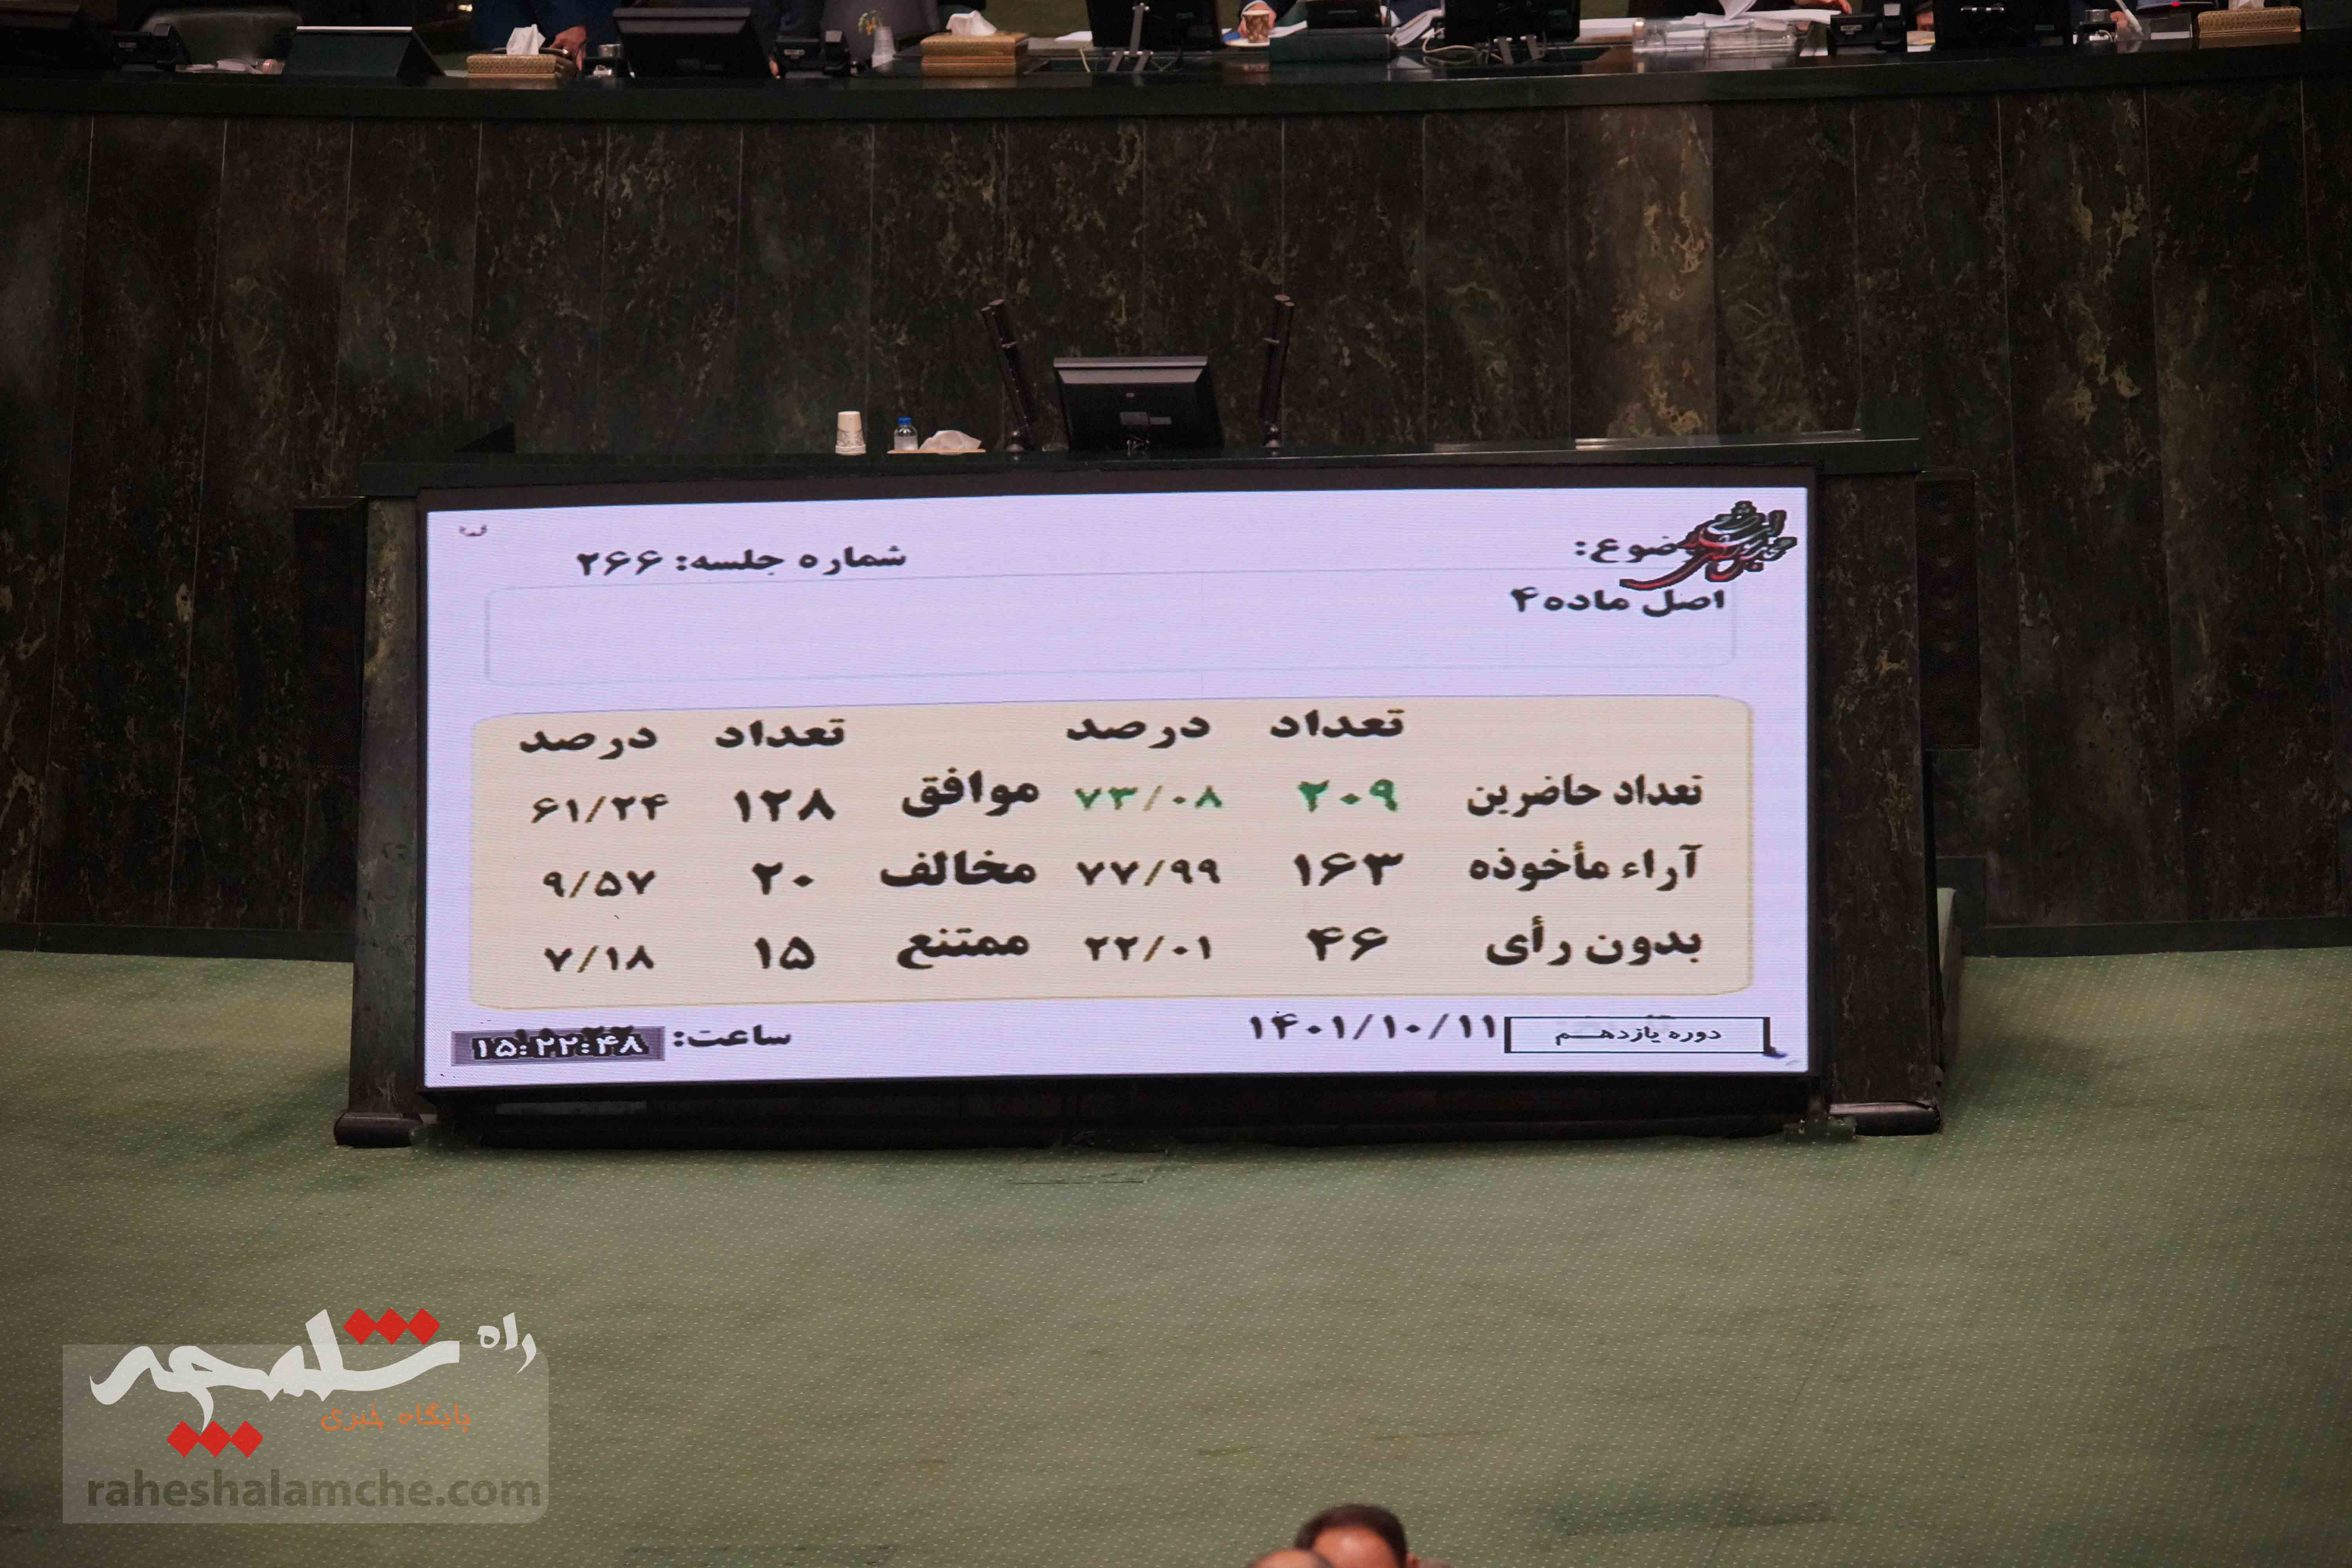 موضوع: شماره جلسه: ۲۶۶
اصل ماده ۴
تعداد درصد تعداد درصد
تعداد حاضرین ۲۰۹ ۷۳/۰۸ موافق ۱۲۸ ۶۱/۲۴
آراء مأخوذه ۱۶۳ ۷۷/۹۹ مخالف ۲۰ ۹/۵۷
بدون رأی ۴۶ ۲۲/۰۱ ممتنع ۱۵ ۷/۱۸
دوره یازدهم ۱۴۰۱/۱۰/۱۱ ساعت: ۱۵:۲۲:۴۸
راه شلمچه
پایگاه خبری
raheshalamche.com